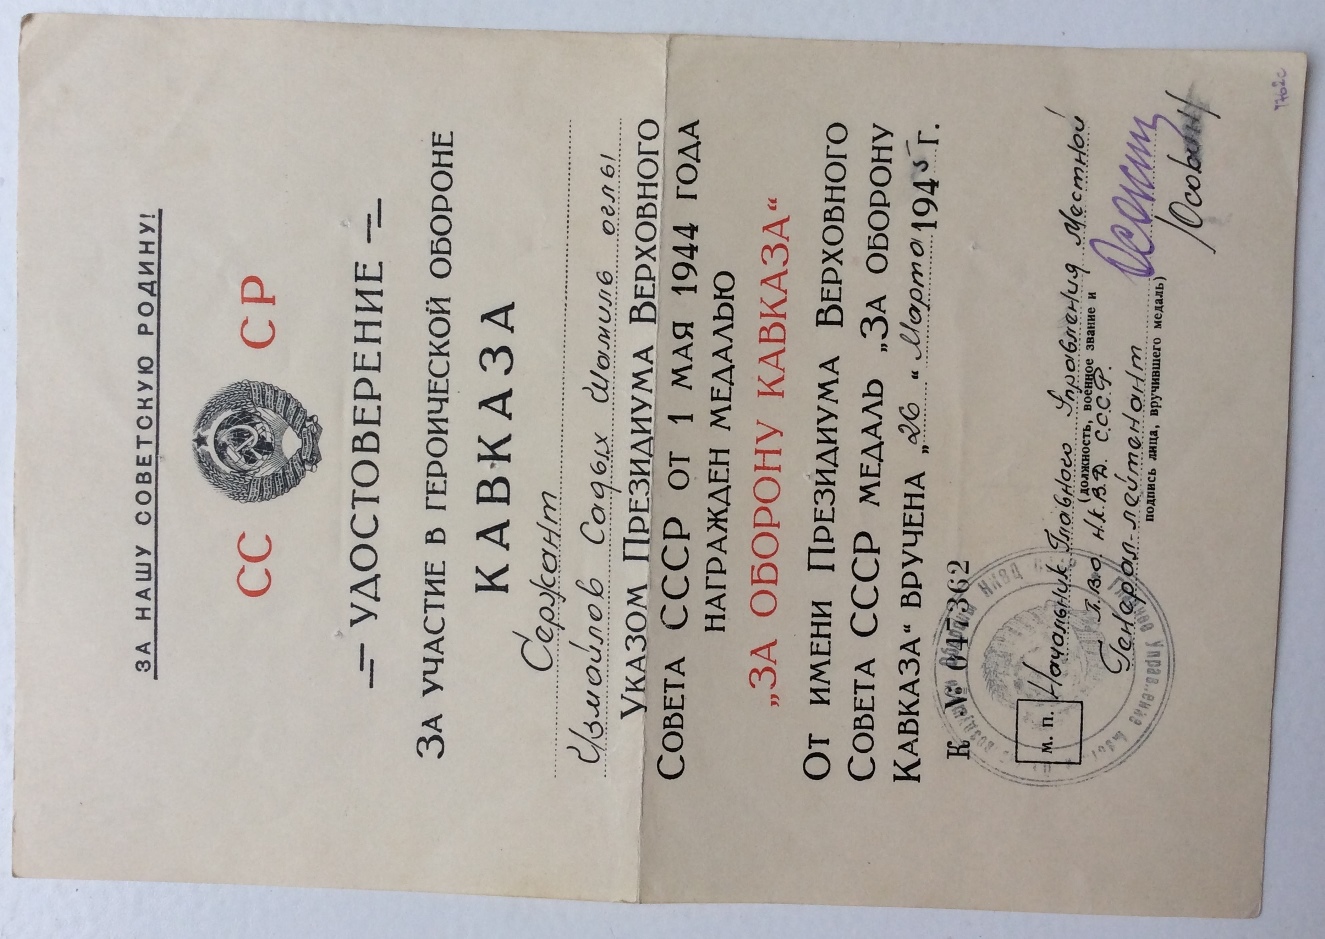 ЗА НАШУ СОВЕТСКУЮ РОДИНУ!
СС СР
УДОСТОВЕРЕНИЕ
ЗА УЧАСТИЕ В ГЕРОИЧЕСКОЙ ОБОРОНЕ
КАВКАЗА
Сержант
Измайлов Садых Шамиль оглы
УКАЗОМ ПРЕЗИДИУМА ВЕРХОВНОГО
СОВЕТА СССР ОТ 1 МАЯ 1944 ГОДА
НАГРАЖДЕН МЕДАЛЬЮ
„ЗА ОБОРОНУ КАВКАЗА“
ОТ ИМЕНИ ПРЕЗИДИУМА ВЕРХОВНОГО
СОВЕТА СССР МЕДАЛЬ „ЗА ОБОРОНУ
КАВКАЗА“ ВРУЧЕНА „26“ Марта 1945 Г.
К № 045362
М. П.
Начальник Главного Управления Местной
(должность, военное звание и
П.В.О. Н.К.В.Д. С.С.С.Р.
Генерал-лейтенант
подпись лица, вручившего медаль)